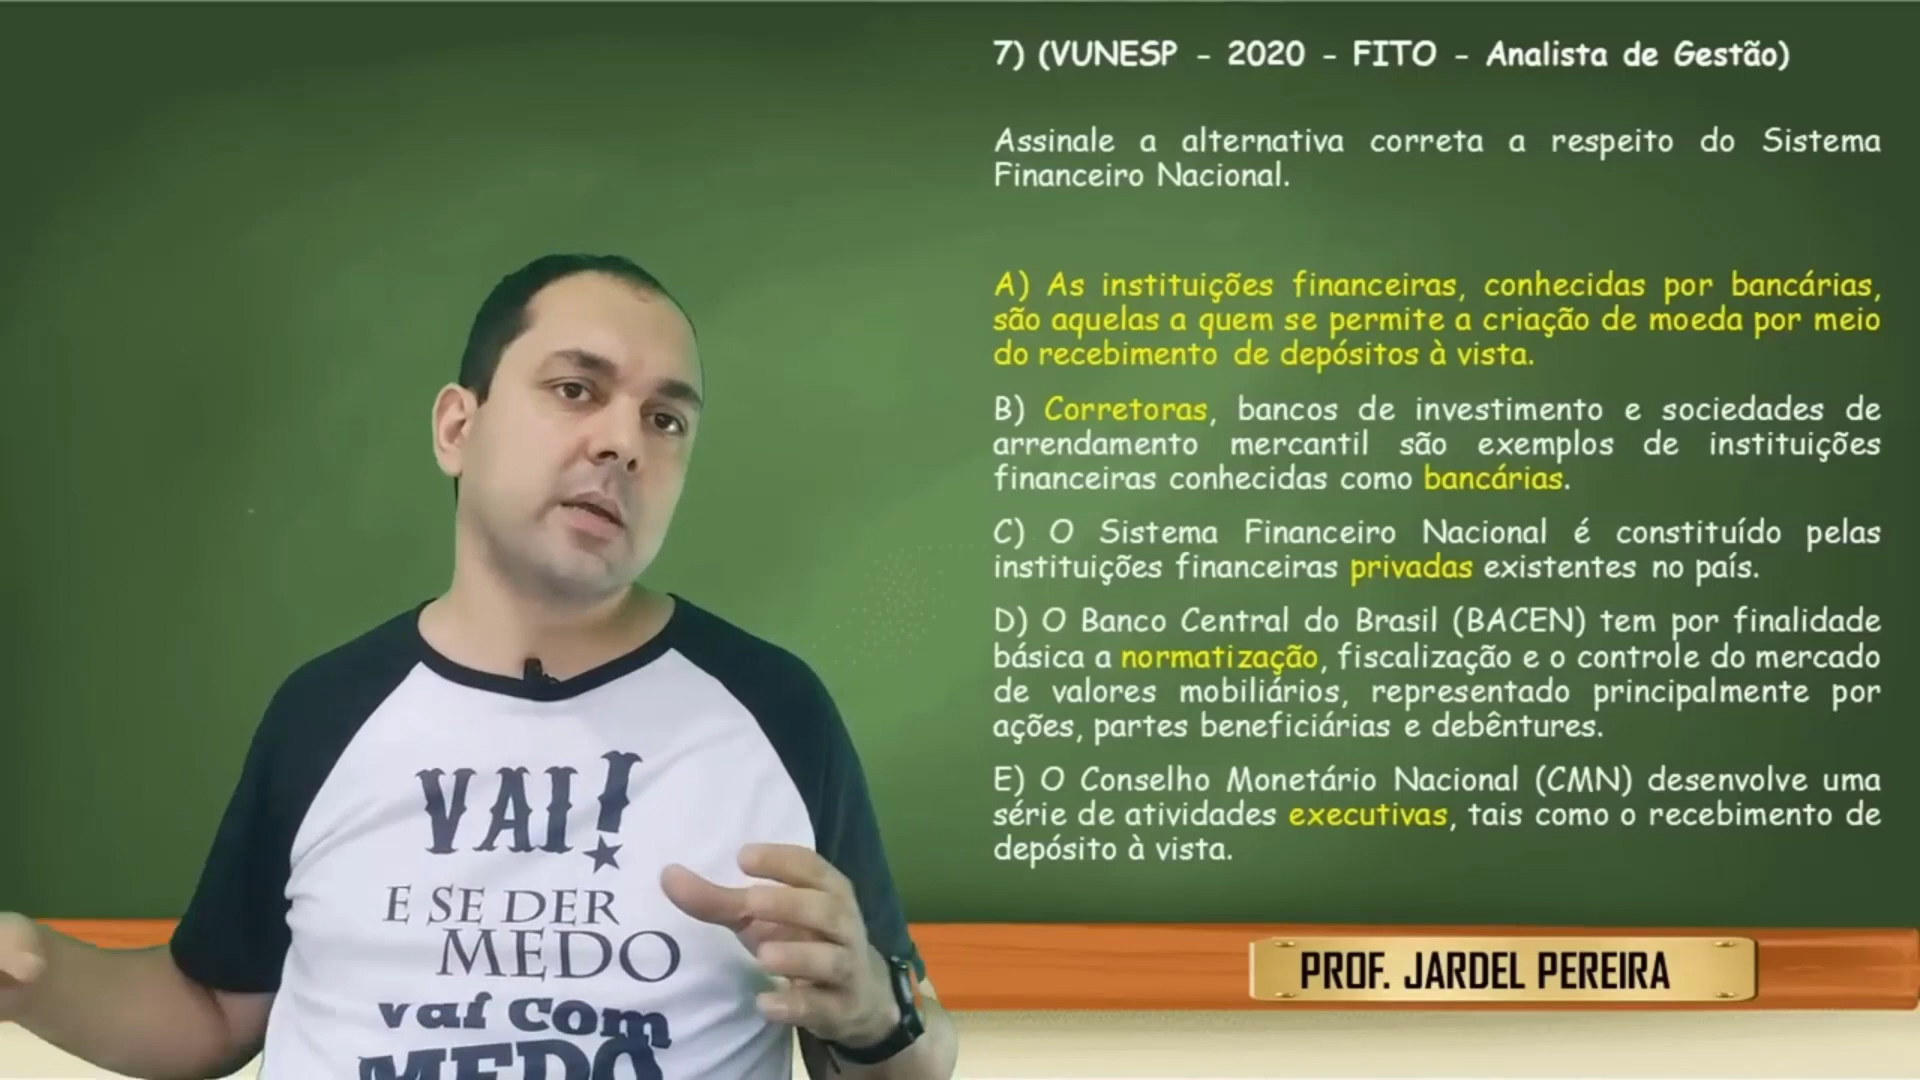 7) (VUNESP - 2020 - FITO - Analista de Gestão)
Assinale a alternativa correta a respeito do Sistema
Financeiro Nacional.
A) As instituições financeiras, conhecidas por bancárias,
são aquelas a quem se permite a criação de moeda por meio
do recebimento de depósitos à vista.
B) Corretoras, bancos de investimento e sociedades de
arrendamento mercantil são exemplos de instituições
financeiras conhecidas como bancárias.
C) O Sistema Financeiro Nacional é constituído pelas
instituições financeiras privadas existentes no país.
D) O Banco Central do Brasil (BACEN) tem por finalidade
básica a normatização, fiscalização e o controle do mercado
de valores mobiliários, representado principalmente por
ações, partes beneficiárias e debêntures.
E) O Conselho Monetário Nacional (CMN) desenvolve uma
série de atividades executivas, tais como o recebimento de
depósito à vista.
PROF. JARDEL PEREIRA
VAI!
E SE DER
MEDO
vai com
MEDO